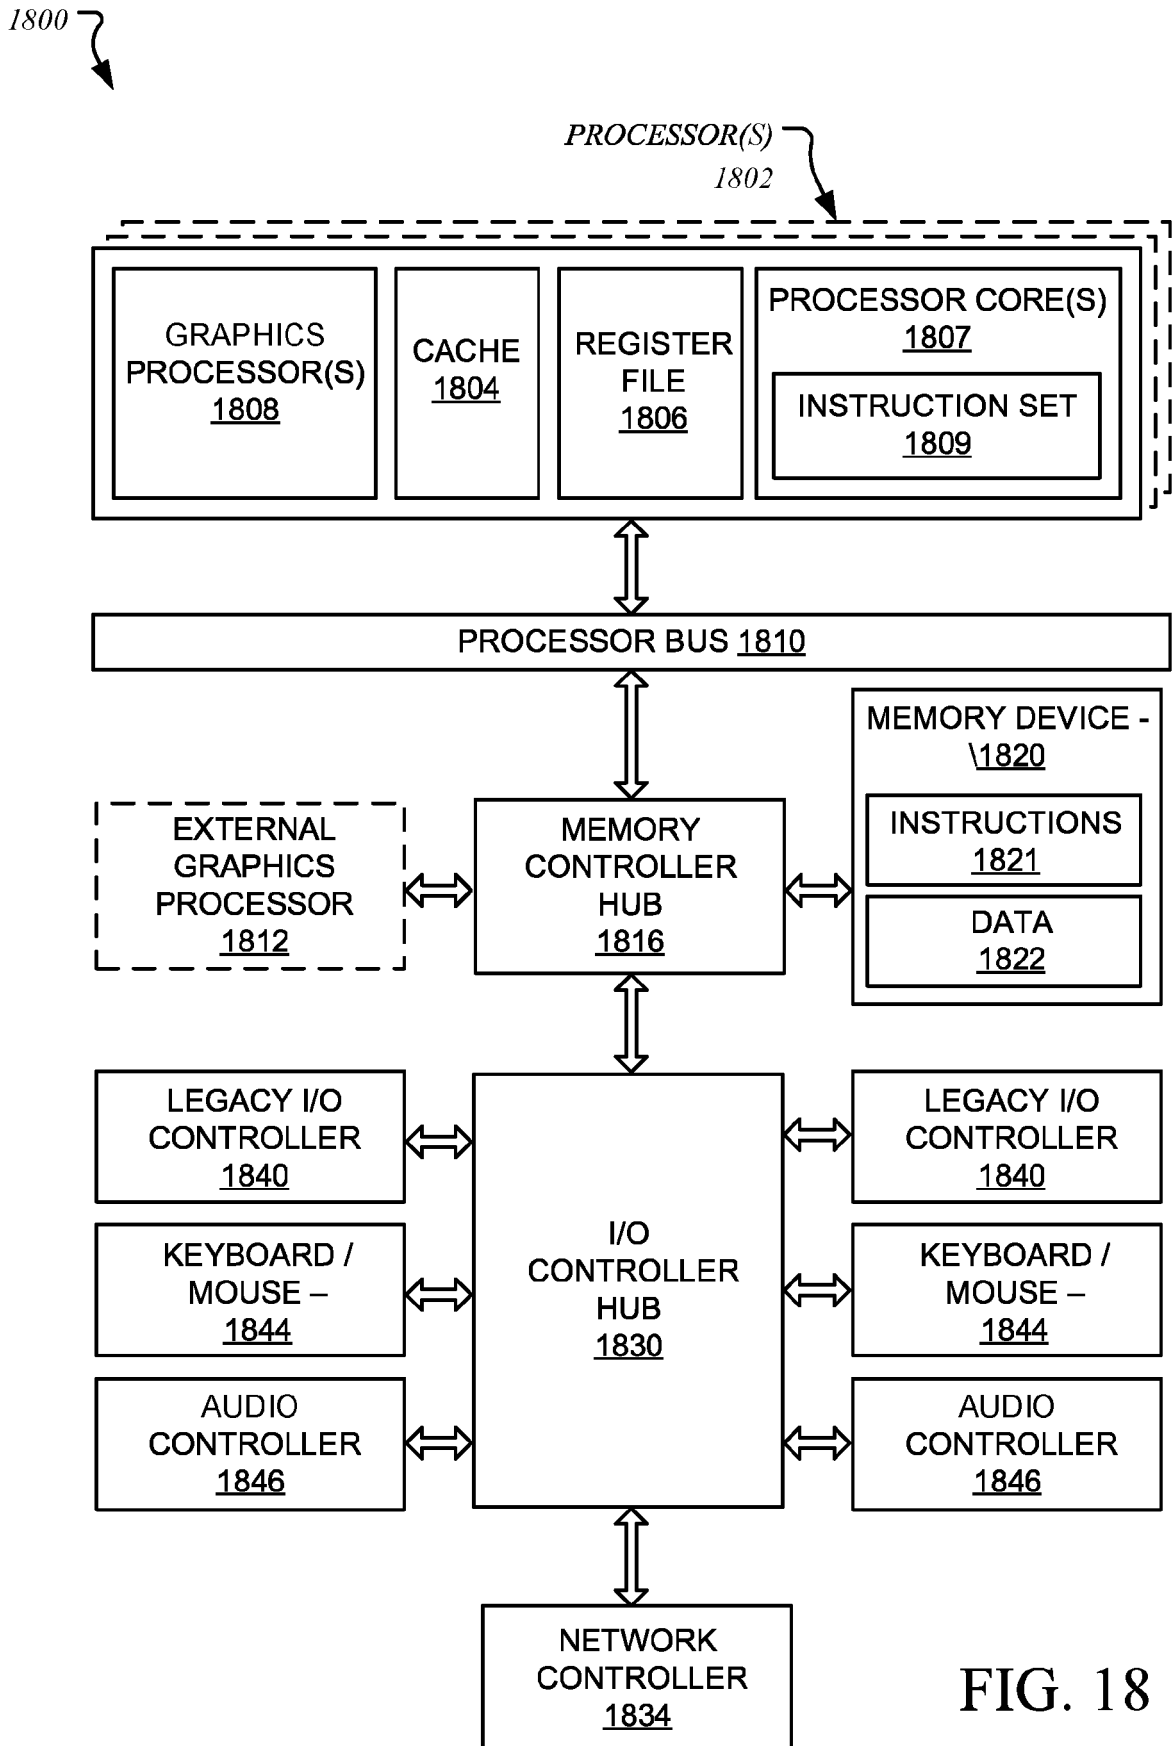 1800
PROCESSOR(S)
1802
GRAPHICS
PROCESSOR(S)
1808
CACHE
1804
REGISTER
FILE
1806
PROCESSOR CORE(S)
1807
INSTRUCTION SET
1809
PROCESSOR BUS 1810
MEMORY DEVICE -
\1820
INSTRUCTIONS
1821
DATA
1822
EXTERNAL
GRAPHICS
PROCESSOR
1812
MEMORY
CONTROLLER
HUB
1816
LEGACY I/O
CONTROLLER
1840
KEYBOARD /
MOUSE –
1844
AUDIO
CONTROLLER
1846
I/O
CONTROLLER
HUB
1830
LEGACY I/O
CONTROLLER
1840
KEYBOARD /
MOUSE –
1844
AUDIO
CONTROLLER
1846
NETWORK
CONTROLLER
1834
FIG. 18